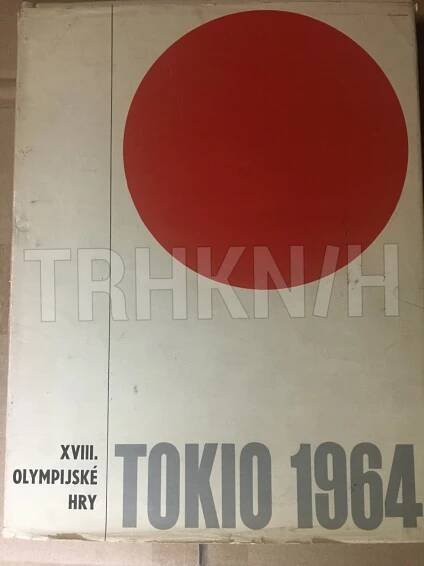 TRHKNIH
XVIII.
OLYMPIJSKÉ
HRY
TOKIO 1964